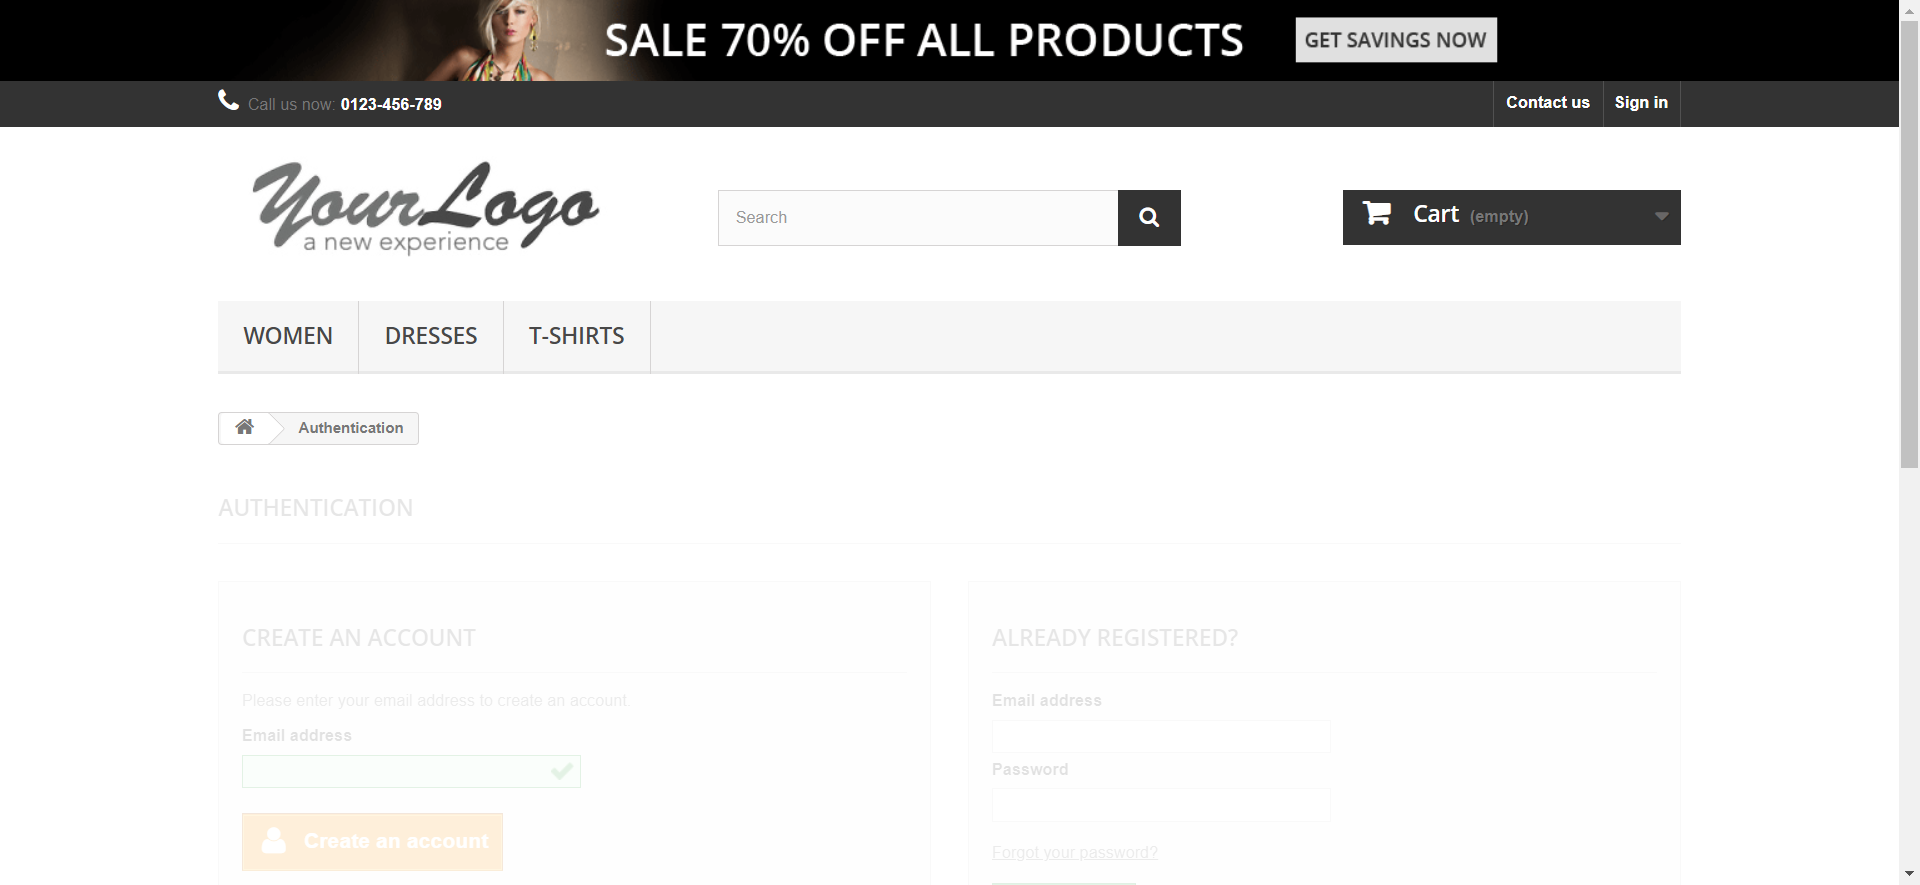 SALE 70% OFF ALL PRODUCTS
GET SAVINGS NOW
Call us now: 0123-456-789
Contact us
Sign in
YourLogo
a new experience
Search
Cart (empty)
WOMEN
DRESSES
T-SHIRTS
Authentication
AUTHENTICATION
CREATE AN ACCOUNT
Please enter your email address to create an account.
Email address
Create an account
ALREADY REGISTERED?
Email address
Password
Forgot your password?